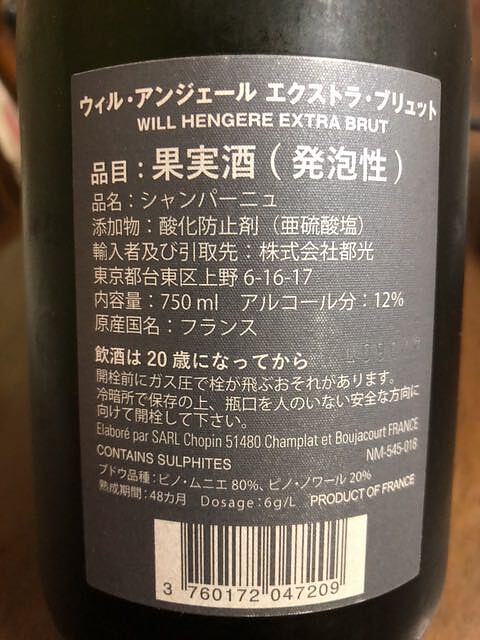 ウィル・アンジェール エクストラ・ブリュット
WILL HENGERE EXTRA BRUT
品目：果実酒 ( 発泡性 )
品名：シャンパーニュ
添加物：酸化防止剤（亜硫酸塩）
輸入者及び引取先：株式会社都光
東京都台東区上野 6-16-17
内容量：750 ml　アルコール分：12%
原産国名：フランス
飲酒は 20 歳になってから
開栓前にガス圧で栓が飛ぶおそれがあります。
冷暗所で保存の上、瓶口を人のいない安全な方向に
向けて開栓して下さい。
Elaboré par SARL Chopin 51480 Champlat et Boujacourt FRANCE
NM-545-018
CONTAINS SULPHITES
ブドウ品種：ピノ・ムニエ 80%、ピノ・ノワール 20%
熟成期間：48カ月　Dosage：6g/L　PRODUCT OF FRANCE
3 760172 047209